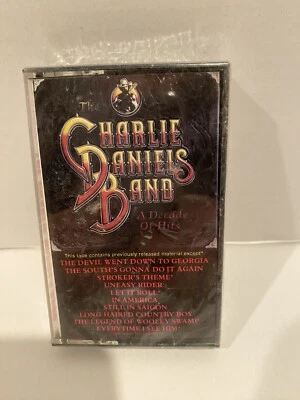 The
CHARLIE
DANIELS
BAND
A Decade
Of Hits
This tape contains previously released material except*
THE DEVIL WENT DOWN TO GEORGIA
THE SOUTH'S GONNA DO IT AGAIN
STROKER'S THEME*
UNEASY RIDER
LET IT ROLL*
IN AMERICA
STILL IN SAIGON
LONG HAIRED COUNTRY BOY
THE LEGEND OF WOOLEY SWAMP
EVERYTIME I SEE HIM*